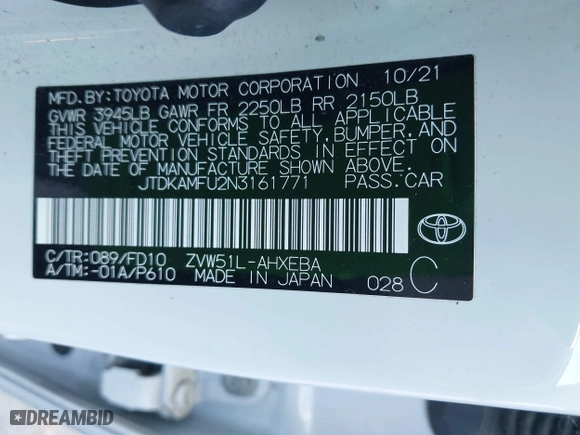 MFD.BY:TOYOTA MOTOR CORPORATION 10/21
GVWR 3945LB GAWR FR 2250LB RR 2150LB
THIS VEHICLE CONFORMS TO ALL APPLICABLE
FEDERAL MOTOR VEHICLE SAFETY,BUMPER,AND
THEFT PREVENTION STANDARDS IN EFFECT ON
THE DATE OF MANUFACTURE SHOWN ABOVE.
JTDKAMFU2N3161771 PASS.CAR
C/TR:089/FD10 ZVW51L-AHXEBA
A/TM:-01A/P610 MADE IN JAPAN 028 C
DREAMBID